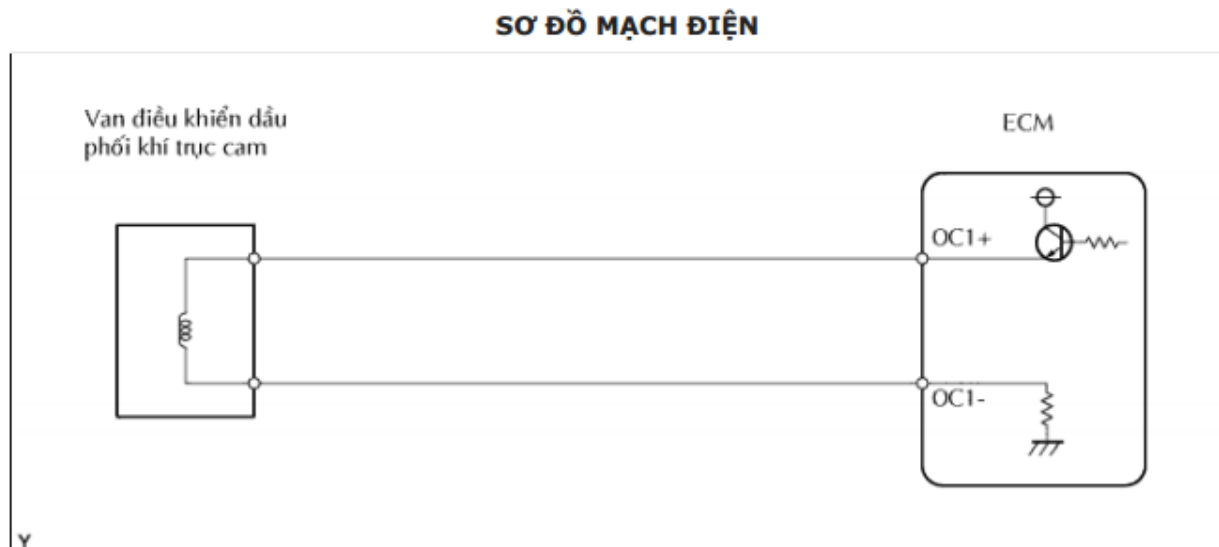 SƠ ĐỒ MẠCH ĐIỆN
Van điều khiển dầu
phối khí trục cam
ECM
OC1+
OC1-
Y